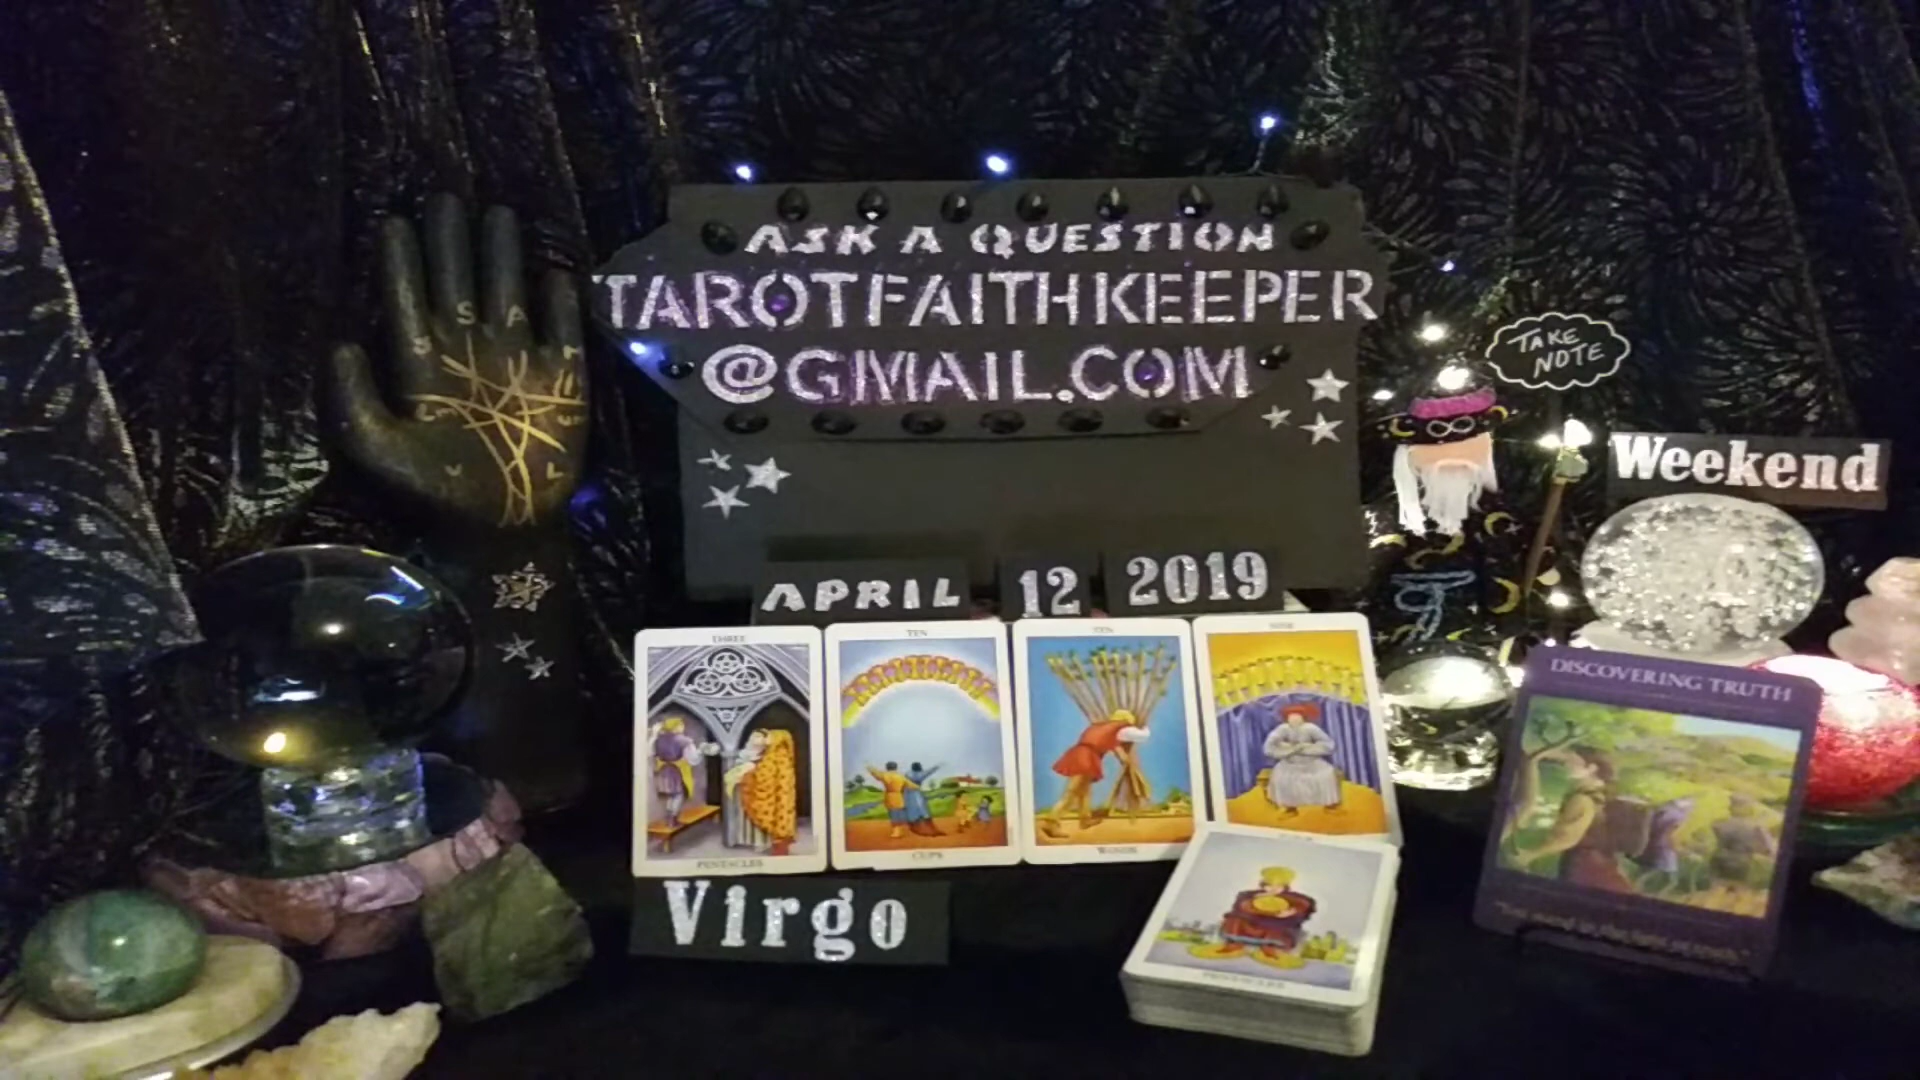 ASK A QUESTION
TAROTFAITHKEEPER
@GMAIL.COM
TAKE
NOTE
Weekend
APRIL 12 2019
THREE
PENTACLES
TEN
CUPS
TEN
WANDS
NINE
Virgo
DISCOVERING TRUTH
S A